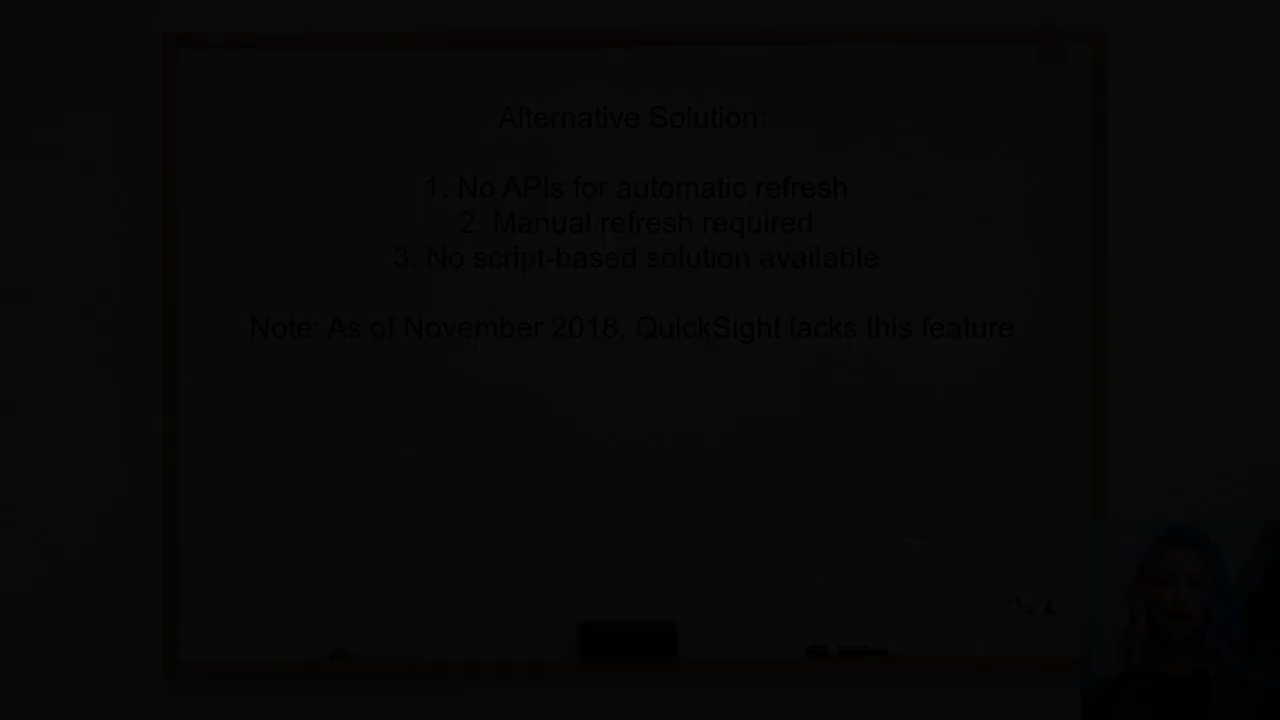 Alternative Solution:
1. No APIs for automatic refresh
2. Manual refresh required
3. No script-based solution available
Note: As of November 2018, QuickSight lacks this feature.